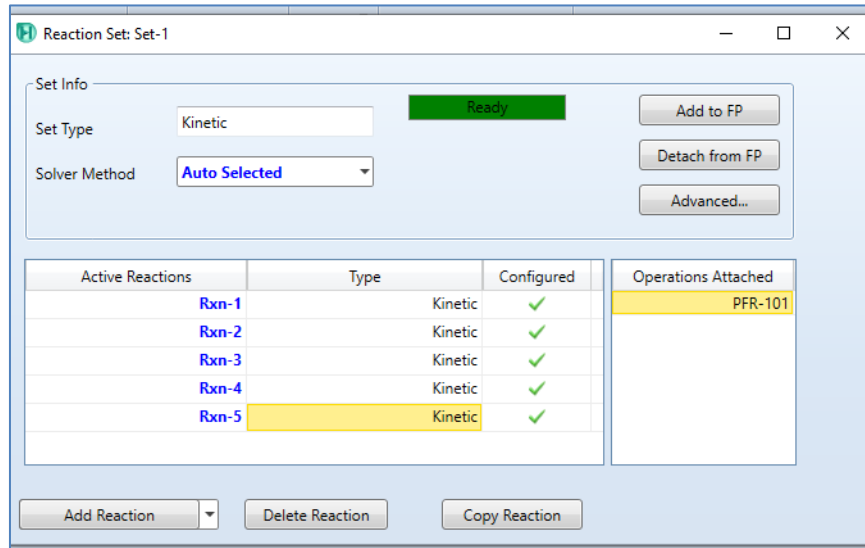 Reaction Set: Set-1
Set Info
Ready
Add to FP
Set Type Kinetic
Detach from FP
Solver Method Auto Selected
Advanced...
Active Reactions Type Configured Operations Attached
Rxn-1 Kinetic PFR-101
Rxn-2 Kinetic
Rxn-3 Kinetic
Rxn-4 Kinetic
Rxn-5 Kinetic
Add Reaction Delete Reaction Copy Reaction